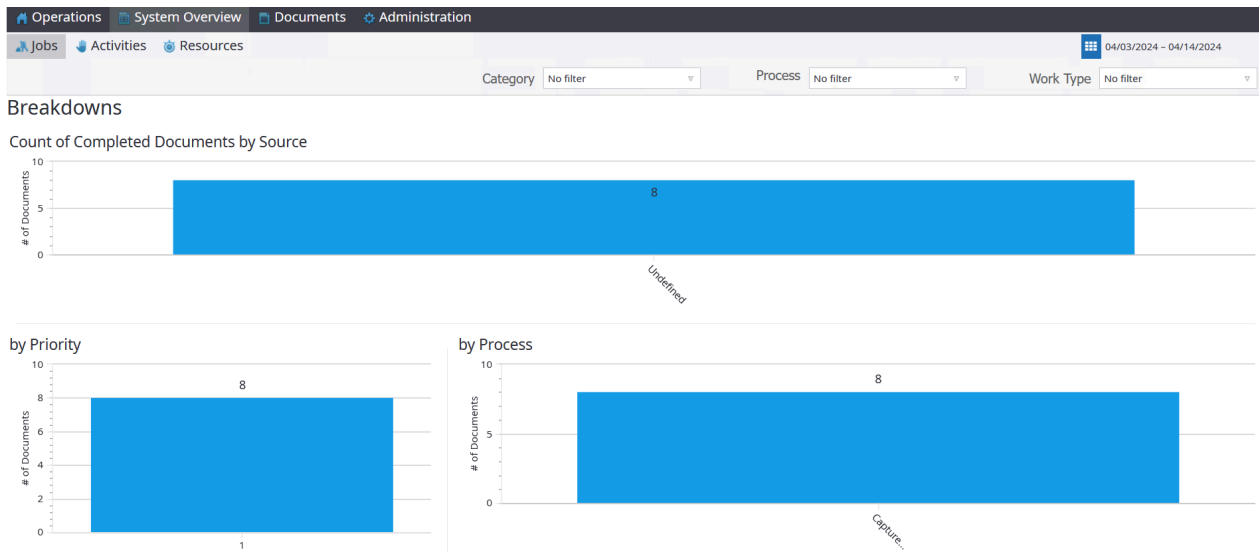 Operations System Overview Documents Administration
Jobs Activities Resources 04/03/2024 – 04/14/2024
Category No filter Process No filter Work Type No filter
Breakdowns
Count of Completed Documents by Source
# of Documents
10
5
0
8
Undefined
by Priority
# of Documents
10
8
6
4
2
0
8
1
by Process
# of Documents
10
5
0
8
Capture...